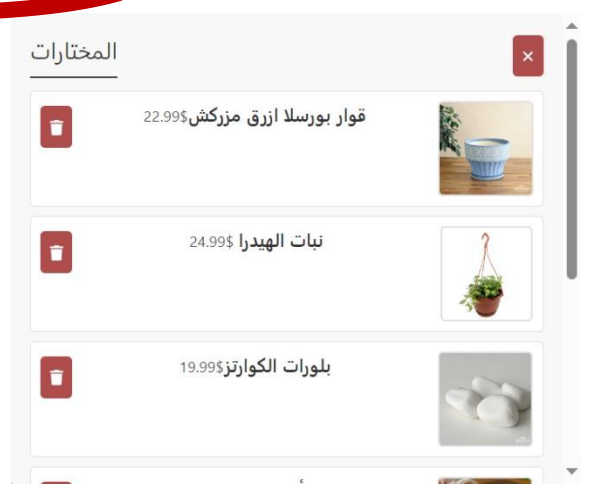 المختارات
قوار بورسلا ازرق مزركش$22.99
نبات الهيدرا $24.99
بلورات الكوارتز$19.99